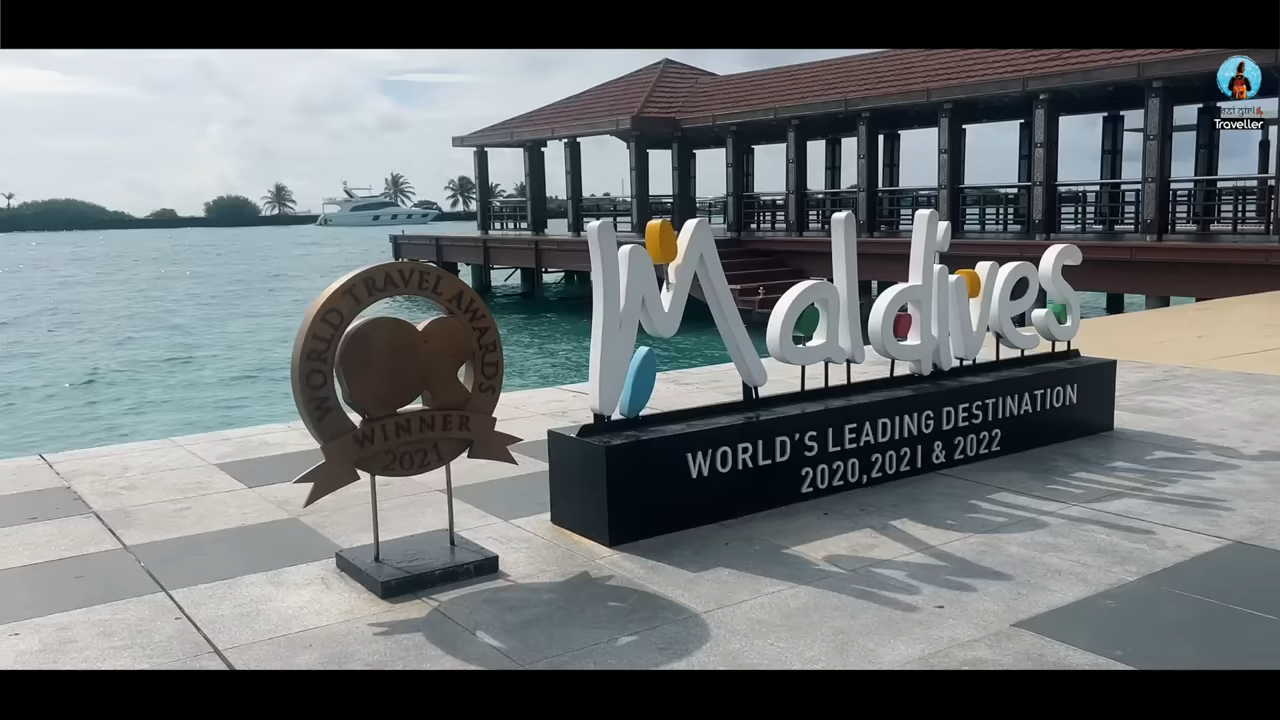 WORLD TRAVEL AWARDS
WINNER
2021
Maldives
WORLD'S LEADING DESTINATION
2020,2021 & 2022
Traveller